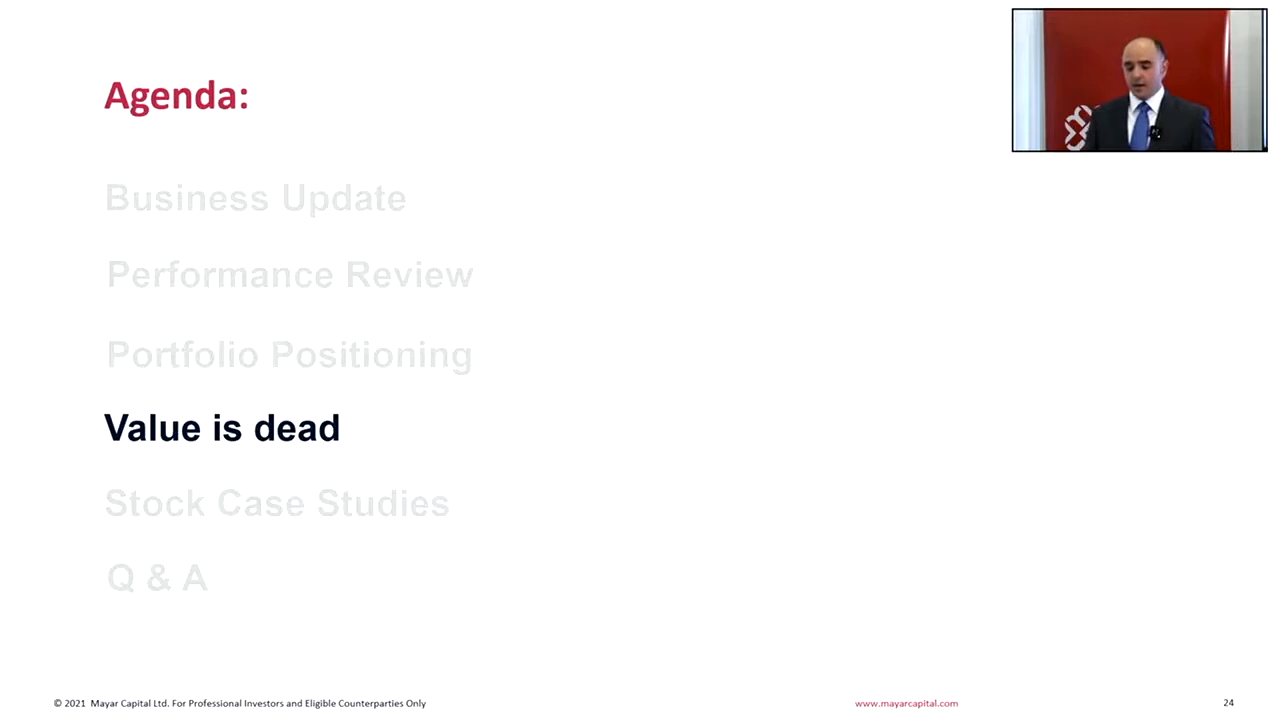 Agenda:
Business Update
Performance Review
Portfolio Positioning
Value is dead
Stock Case Studies
Q & A
© 2021 Mayar Capital Ltd. For Professional Investors and Eligible Counterparties Only
www.mayarcapital.com
24